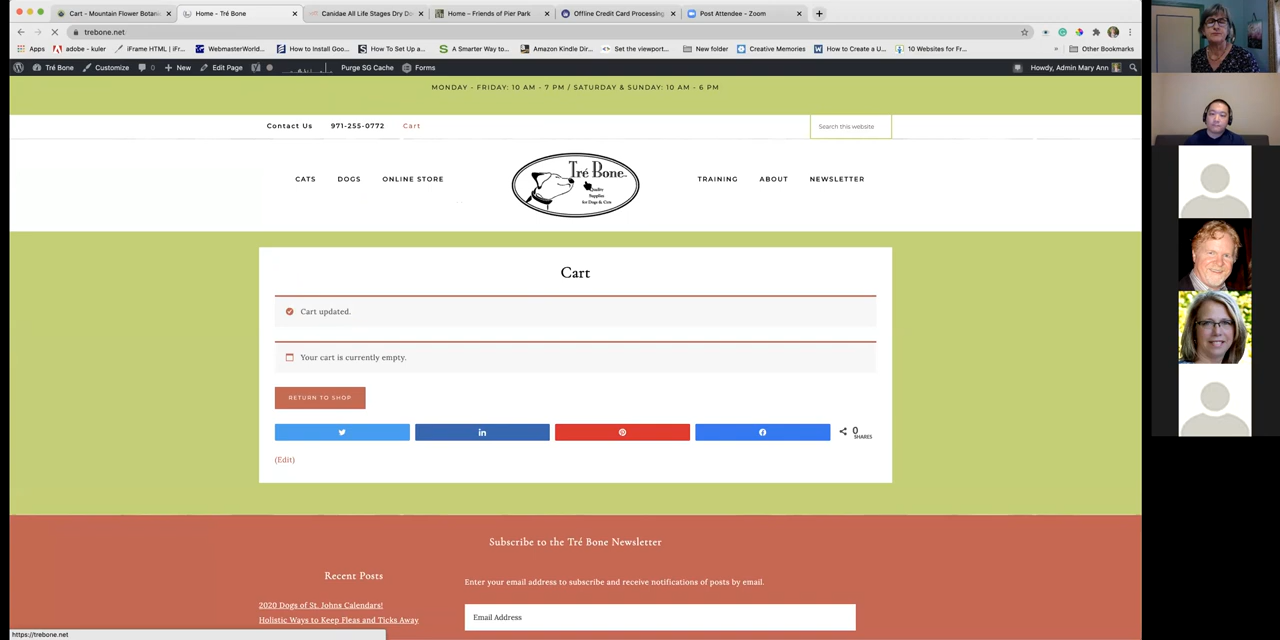 Cart - Mountain Flower Botani
Home - Tré Bone
Canidae All Life Stages Dry Do
Home – Friends of Pier Park
Offline Credit Card Processing
Post Attendee - Zoom
trebone.net
Apps
adobe - kuler
iFrame HTML | iFr...
WebmasterWorld...
How to Install Goo...
How To Set Up a...
A Smarter Way to...
Amazon Kindle Dir...
Set the viewport...
New folder
Creative Memories
How to Create a U...
10 Websites for Fr...
»
Other Bookmarks
Tré Bone
Customize
0
New
Edit Page
Purge SG Cache
Forms
Howdy, Admin Mary Ann
MONDAY - FRIDAY: 10 AM - 7 PM / SATURDAY & SUNDAY: 10 AM - 6 PM
Contact Us 971-255-0772 Cart
Search this website
CATS DOGS ONLINE STORE
Tré Bone
Quality
Supplies
for Dogs & Cats
TRAINING ABOUT NEWSLETTER
Cart
Cart updated.
Your cart is currently empty.
RETURN TO SHOP
0
SHARES
(Edit)
Subscribe to the Tré Bone Newsletter
Recent Posts
Enter your email address to subscribe and receive notifications of posts by email.
2020 Dogs of St. Johns Calendars!
Holistic Ways to Keep Fleas and Ticks Away
Email Address
https://trebone.net